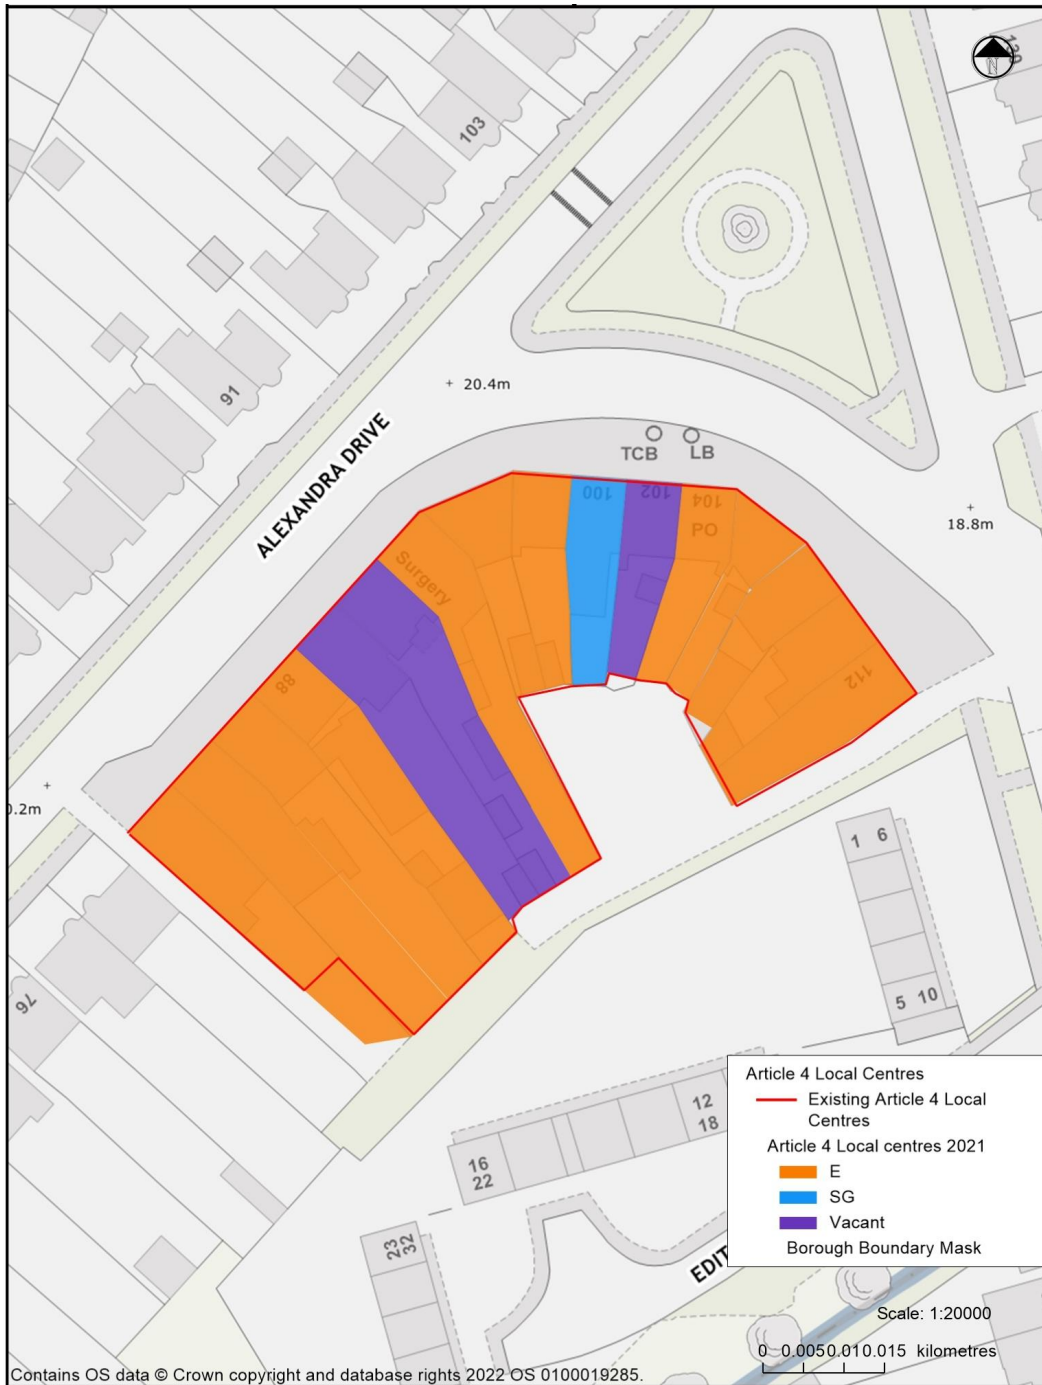 N
103
91
20.4m
ALEXANDRA DRIVE
TCB
LB
100
102
104
PO
18.8m
Surgery
88
112
0.2m
1 6
76
5 10
12
18
16
22
23
32
Article 4 Local Centres
Existing Article 4 Local
Centres
Article 4 Local centres 2021
E
SG
Vacant
Borough Boundary Mask
EDIT
Scale: 1:20000
0 0.0050.010.015 kilometres
Contains OS data © Crown copyright and database rights 2022 OS 0100019285.